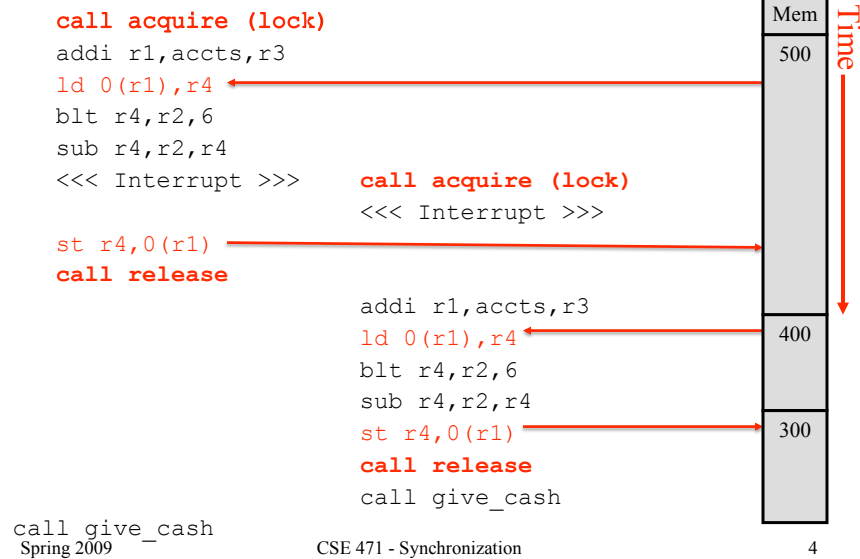 call acquire (lock)
addi r1,accts,r3
ld 0(r1),r4
blt r4,r2,6
sub r4,r2,r4
<<< Interrupt >>>
call acquire (lock)
<<< Interrupt >>>
st r4,0(r1)
call release
addi r1,accts,r3
ld 0(r1),r4
blt r4,r2,6
sub r4,r2,r4
st r4,0(r1)
call release
call give_cash
call give_cash
Mem
500
400
300
Time
Spring 2009
CSE 471 - Synchronization
4